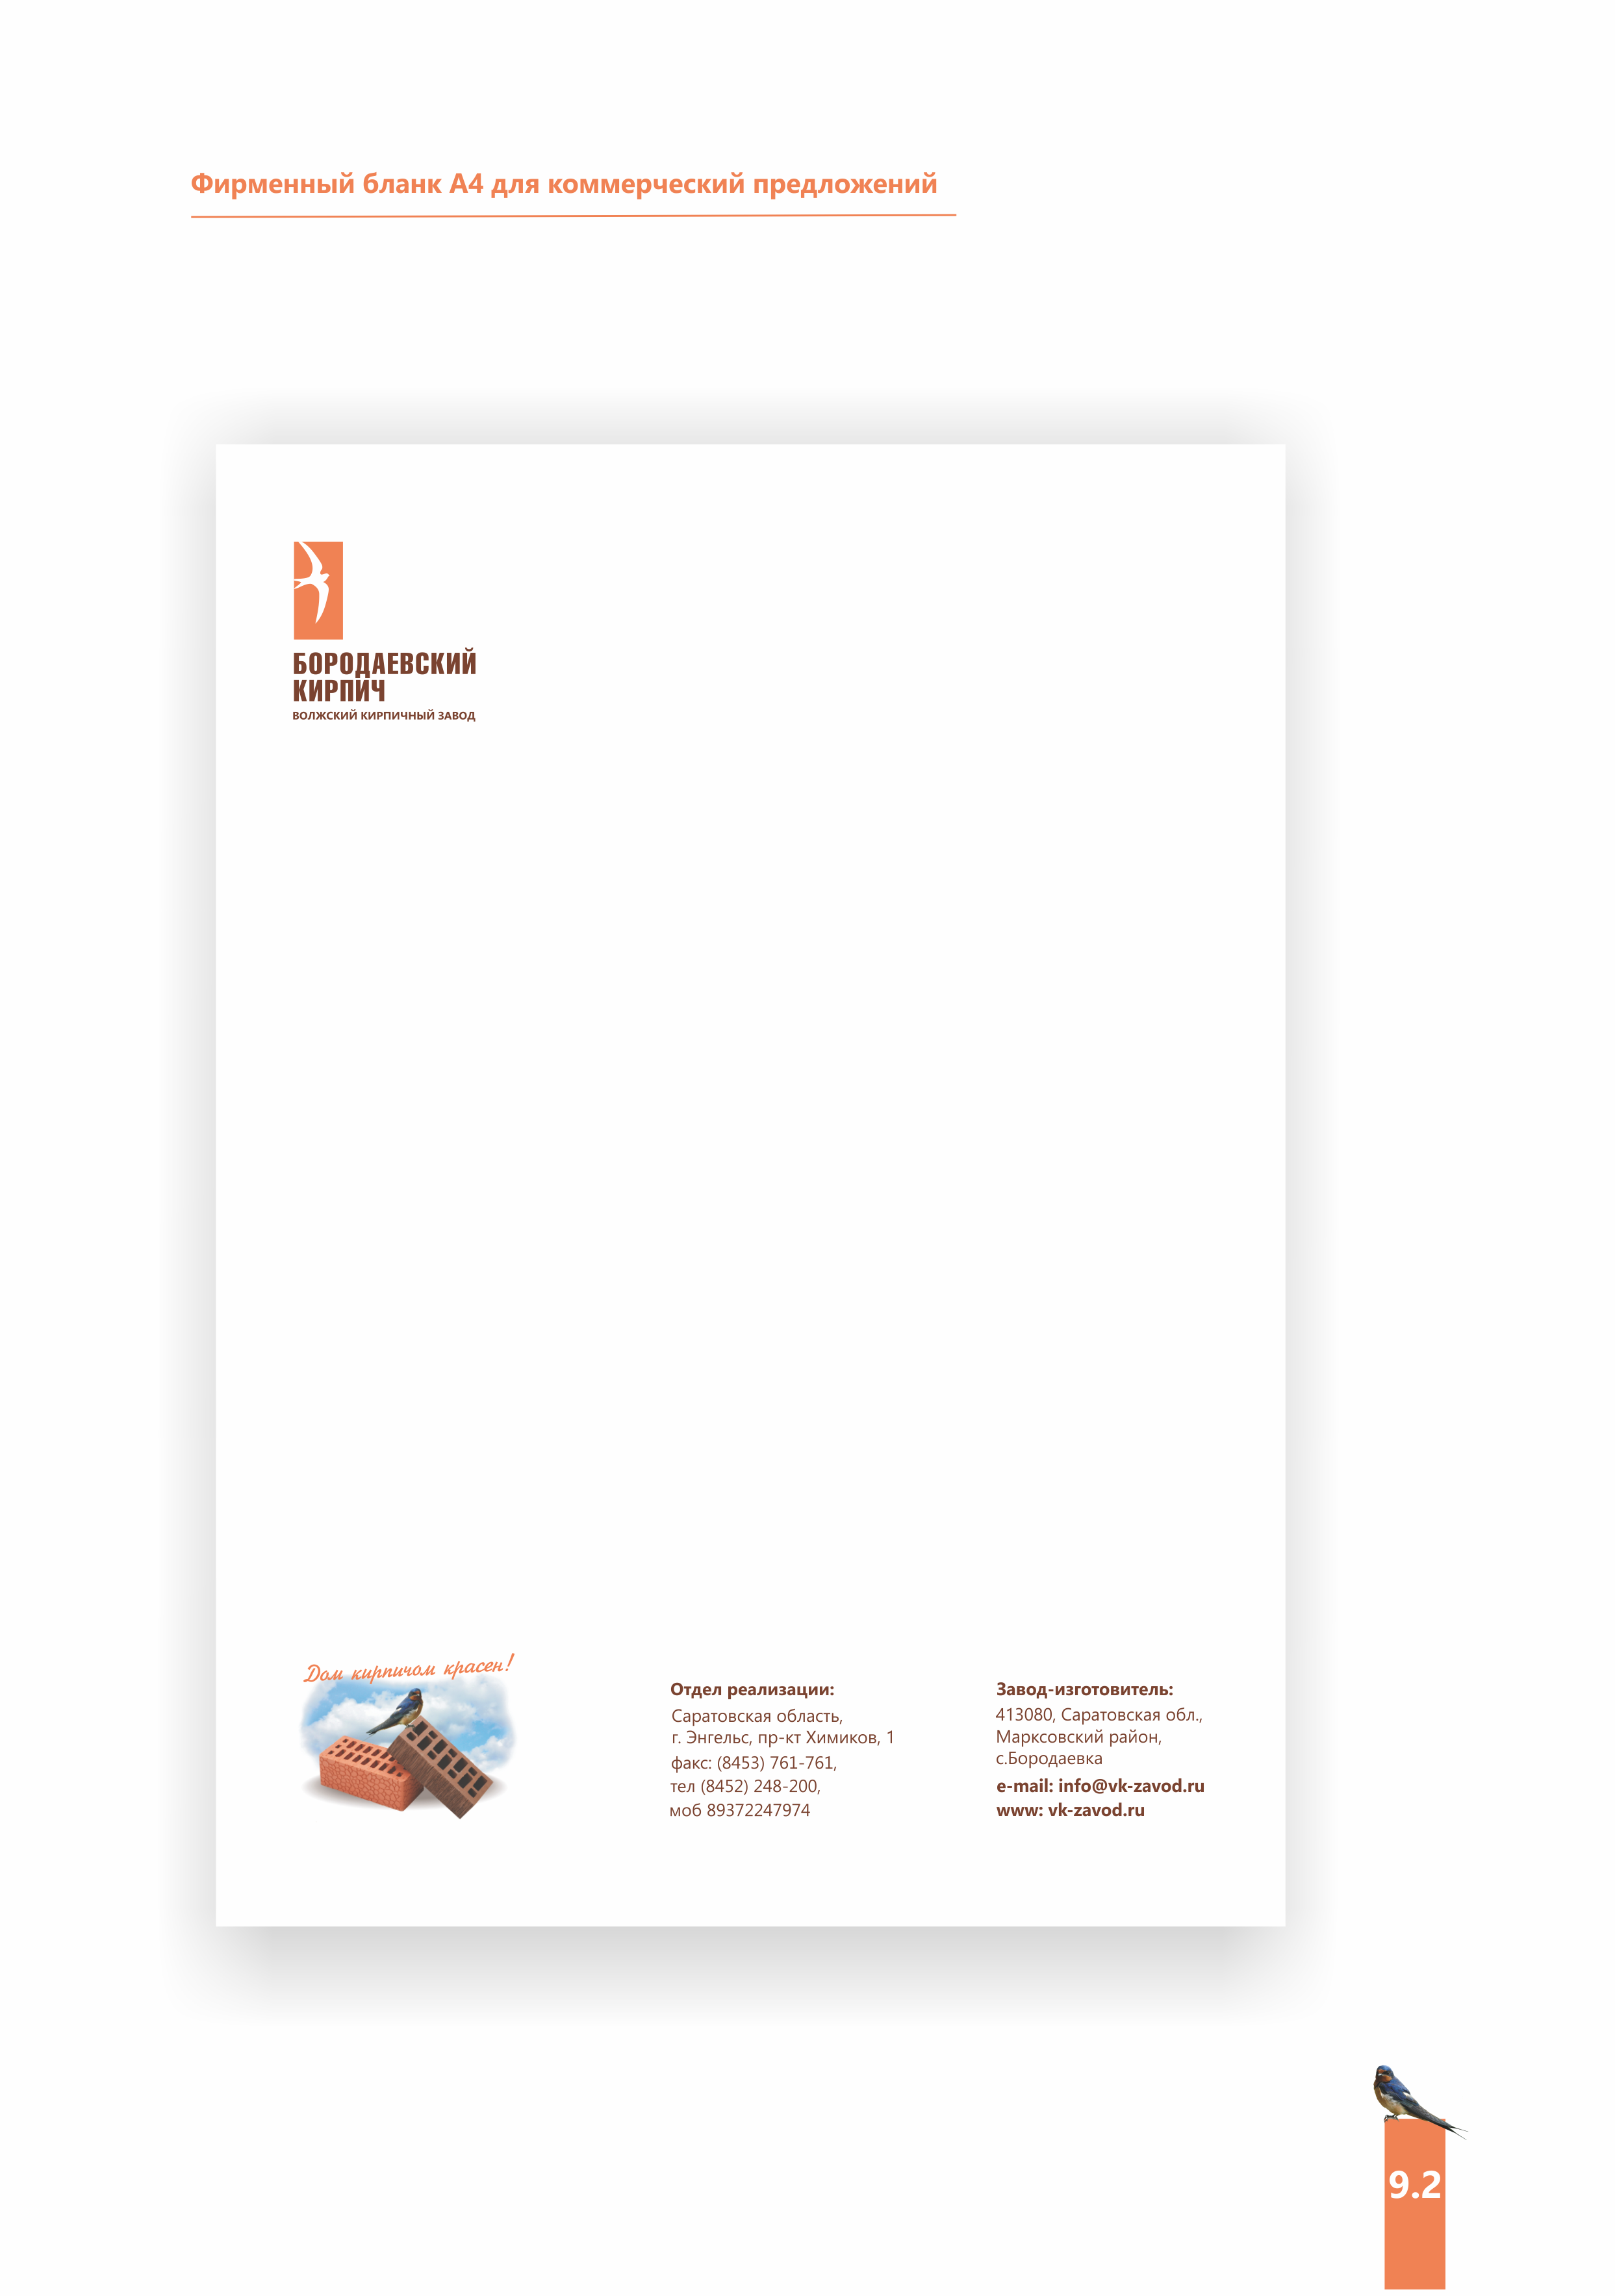 Фирменный бланк А4 для коммерческий предложений
БОРОДАЕВСКИЙ
КИРПИЧ
ВОЛЖСКИЙ КИРПИЧНЫЙ ЗАВОД
Дом кирпичом красен!
Отдел реализации:
Саратовская область,
г. Энгельс, пр-кт Химиков, 1
факс: (8453) 761-761,
тел (8452) 248-200,
моб 89372247974
Завод-изготовитель:
413080, Саратовская обл.,
Марксовский район,
с.Бородаевка
e-mail: info@vk-zavod.ru
www: vk-zavod.ru
9.2